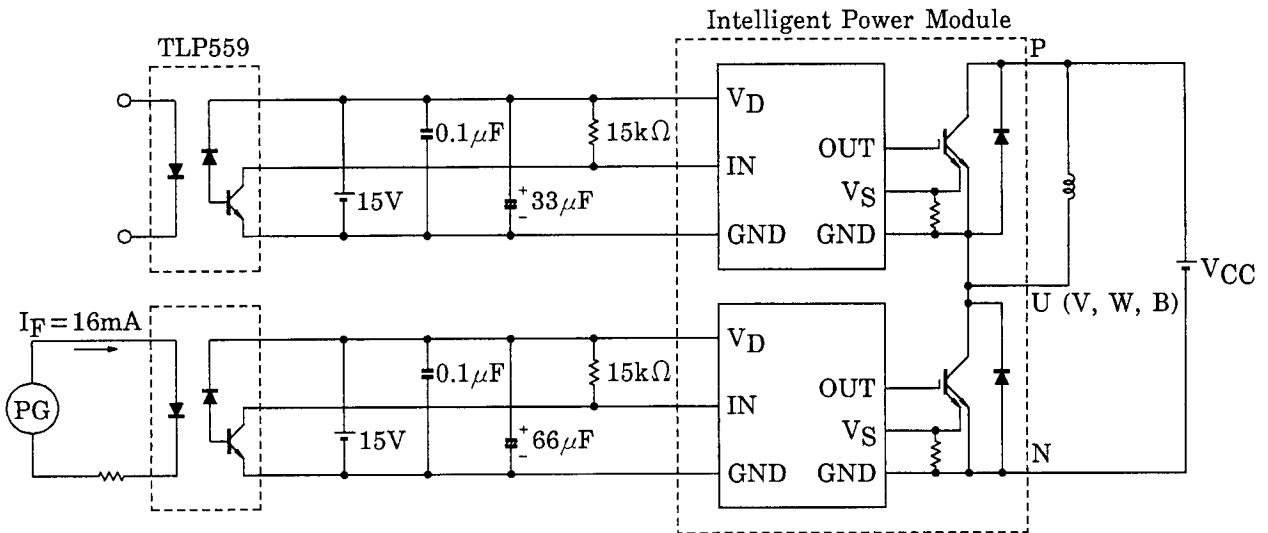 Intelligent Power Module
TLP559
P
V_D
0.1μF
15kΩ
OUT
IN
15V
+
-
33μF
V_S
GND
GND
V_CC
U (V, W, B)
I_F=16mA
V_D
0.1μF
15kΩ
OUT
PG
IN
15V
+
-
66μF
V_S
N
GND
GND